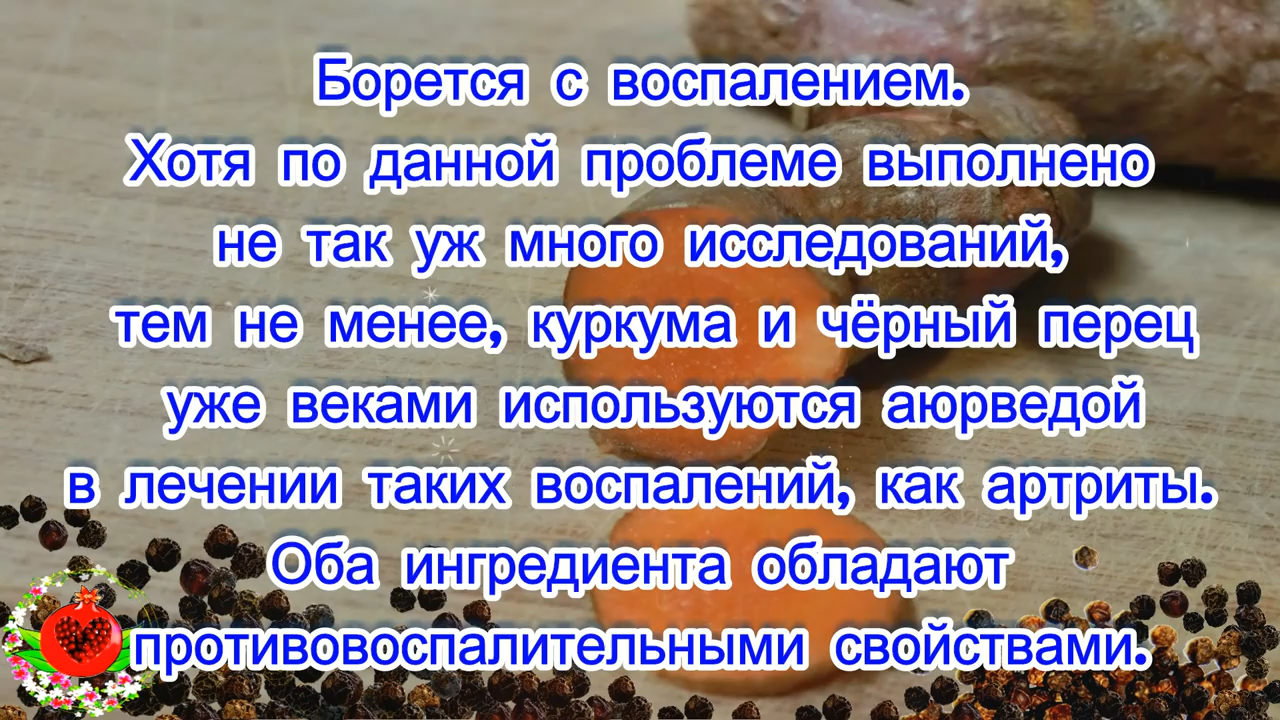 Борется с воспалением.
Хотя по данной проблеме выполнено
не так уж много исследований,
тем не менее, куркума и чёрный перец
уже веками используются аюрведой
в лечении таких воспалений, как артриты.
Оба ингредиента обладают
противовоспалительными свойствами.